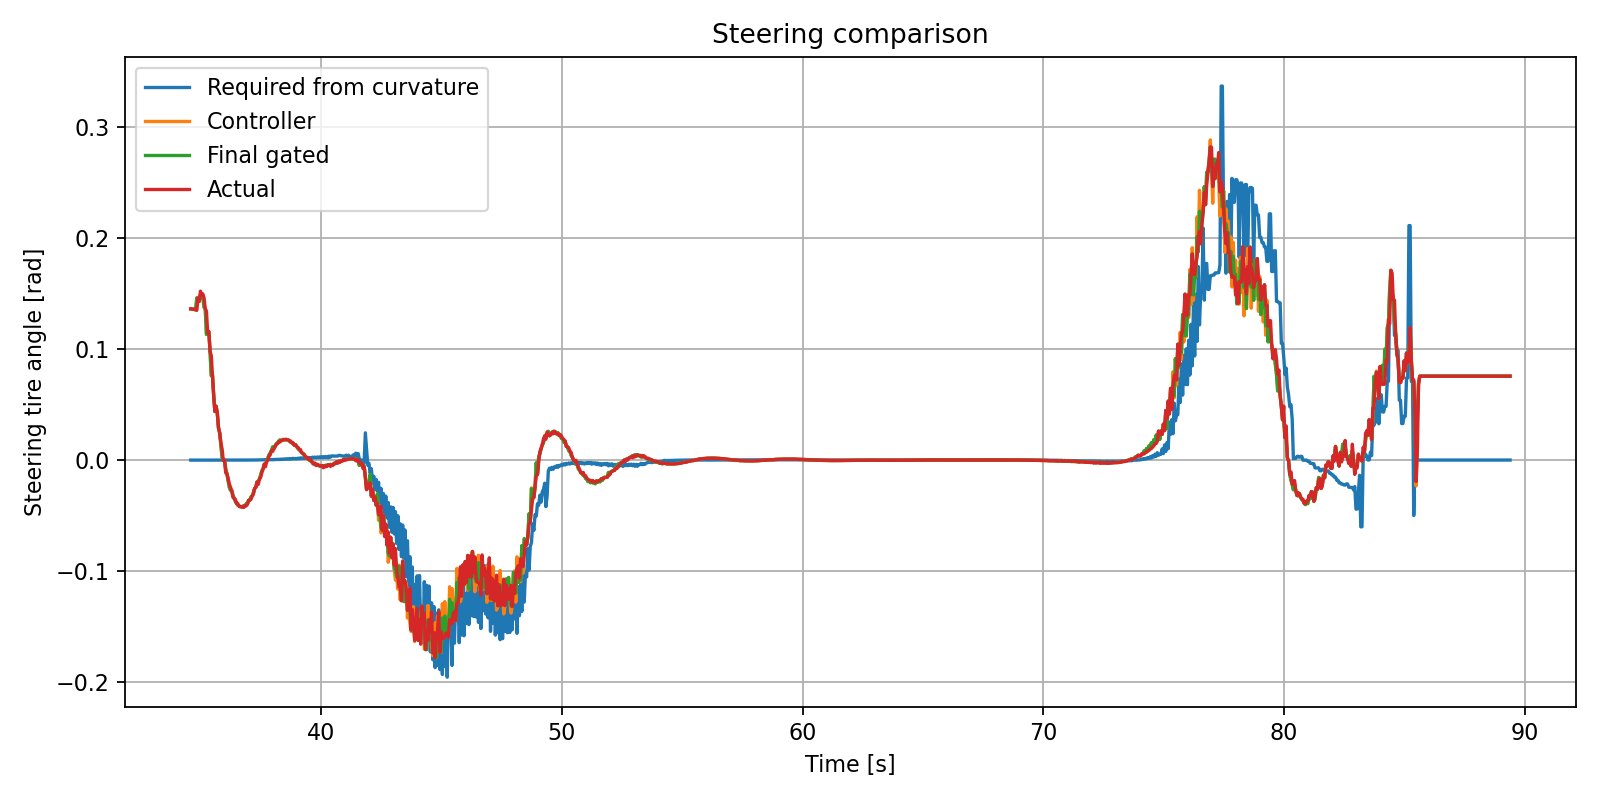 Steering comparison
Required from curvature
Controller
Final gated
Actual
Steering tire angle [rad]
0.3
0.2
0.1
0.0
−0.1
−0.2
40 50 60 70 80 90
Time [s]